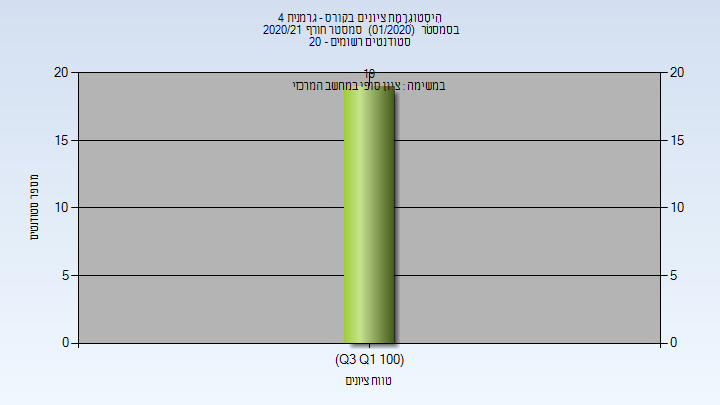 היסטוגרמת ציונים בקורס - גרמנית 4
בסמסטר (01/2020) סמסטר חורף 2020/21
סטודנטים רשומים - 20
19
במשימה : ציון סופי במחשב המרכזי
20
20
15
15
10
10
5
5
0
0
מספר סטודנטים
(Q3 Q1 100)
טווח ציונים